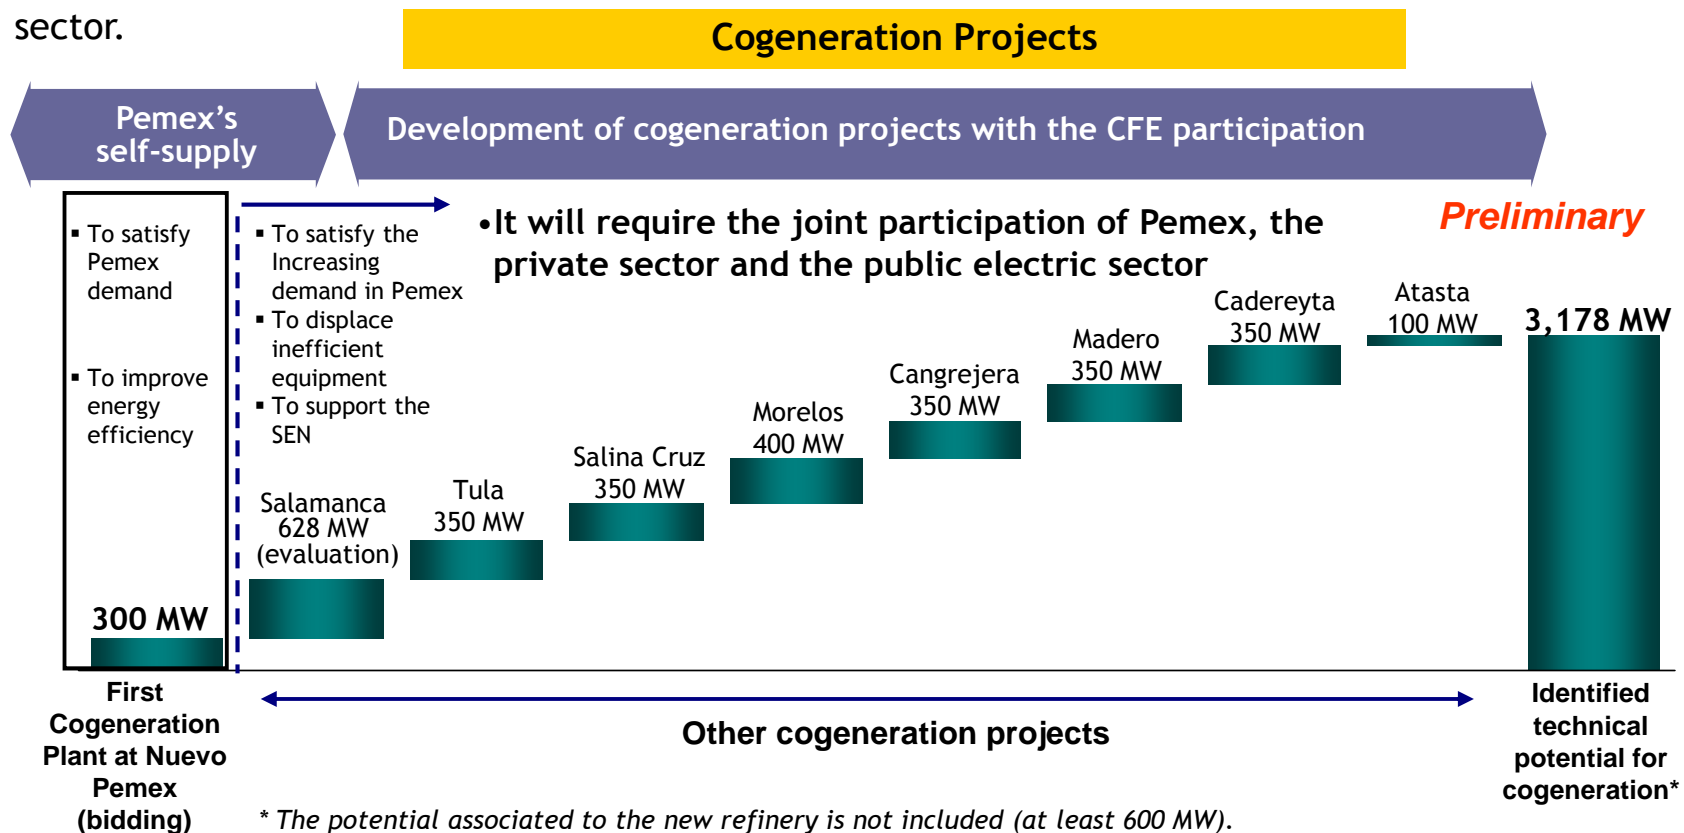 sector.
Cogeneration Projects
Pemex’s
self-supply
Development of cogeneration projects with the CFE participation
▪ To satisfy
Pemex
demand
▪ To improve
energy
efficiency
▪ To satisfy the
Increasing
demand in Pemex
▪ To displace
inefficient
equipment
▪ To support the
SEN
•It will require the joint participation of Pemex, the
private sector and the public electric sector
Preliminary
300 MW
Salamanca
628 MW
(evaluation)
Tula
350 MW
Salina Cruz
350 MW
Morelos
400 MW
Cangrejera
350 MW
Madero
350 MW
Cadereyta
350 MW
Atasta
100 MW
3,178 MW
First
Cogeneration
Plant at Nuevo
Pemex
(bidding)
Other cogeneration projects
Identified
technical
potential for
cogeneration*
* The potential associated to the new refinery is not included (at least 600 MW).